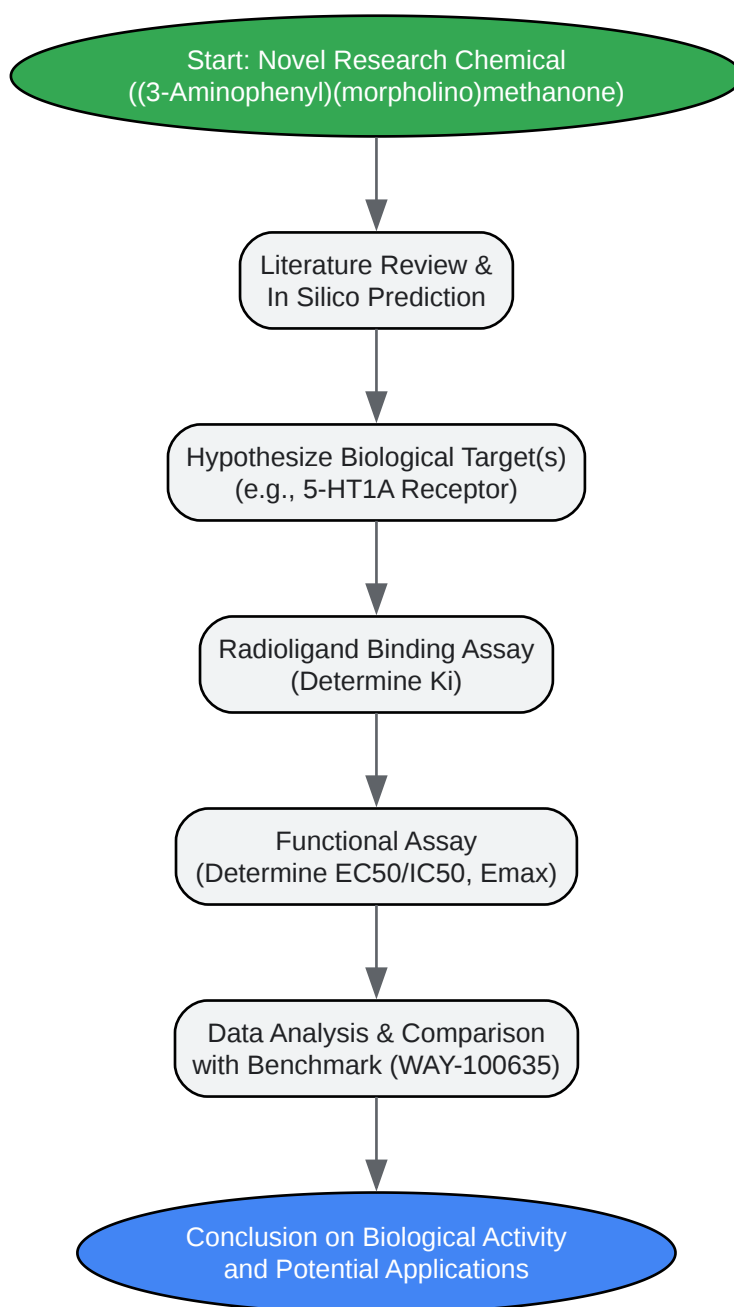 Start: Novel Research Chemical
((3-Aminophenyl)(morpholino)methanone)
Literature Review &
In Silico Prediction
Hypothesize Biological Target(s)
(e.g., 5-HT1A Receptor)
Radioligand Binding Assay
(Determine Ki)
Functional Assay
(Determine EC50/IC50, Emax)
Data Analysis & Comparison
with Benchmark (WAY-100635)
Conclusion on Biological Activity
and Potential Applications